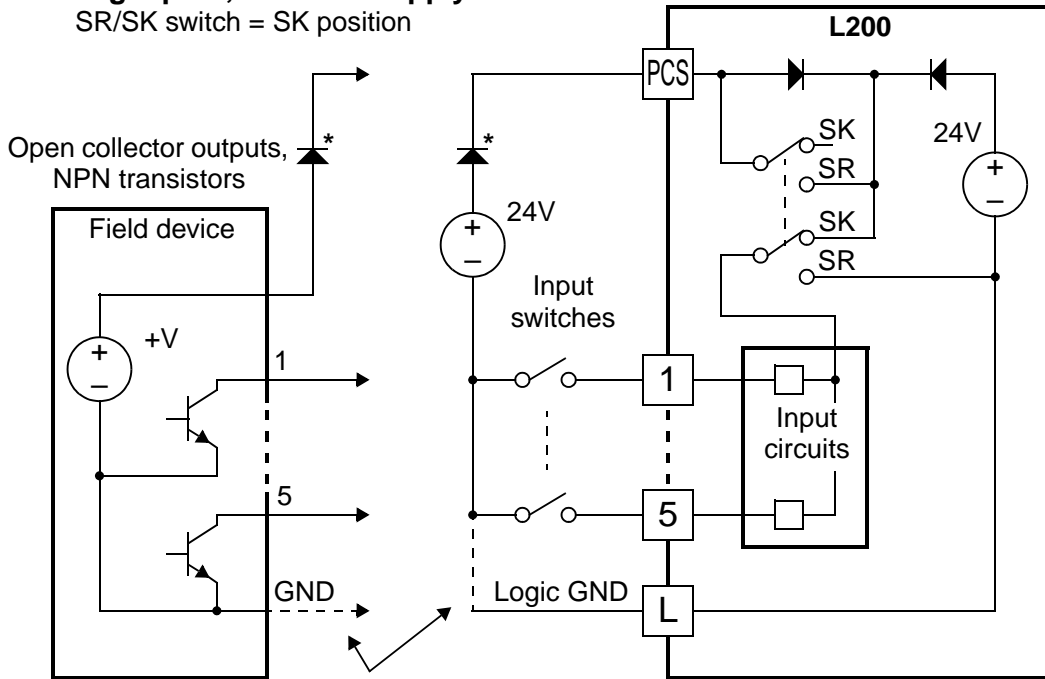 SR/SK switch = SK position
L200
PCS
*
*
SK
SR
SK
SR
24V
+
–
Open collector outputs,
NPN transistors
Field device
24V
+
–
Input
switches
+V
+
–
1
1
Input
circuits
5
5
GND
Logic GND
L